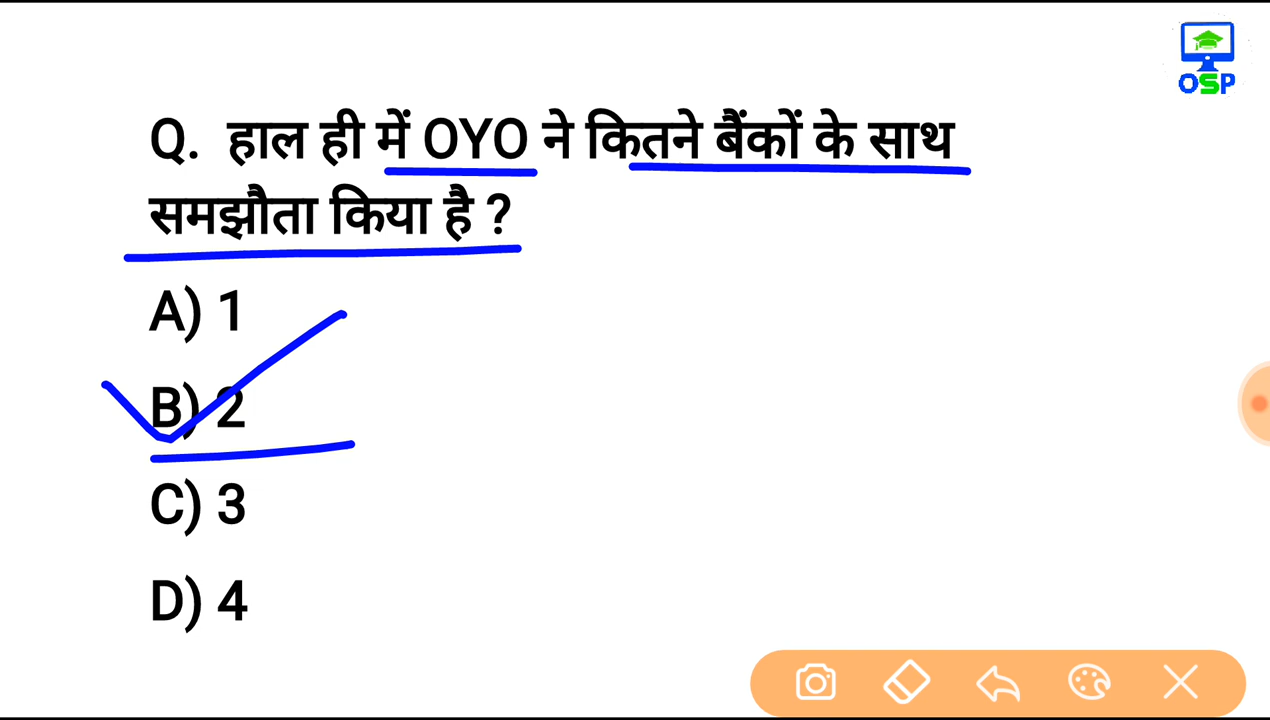 OSP
Q. हाल ही में OYO ने कितने बैंकों के साथ
समझौता किया है ?
A) 1
B) 2
C) 3
D) 4